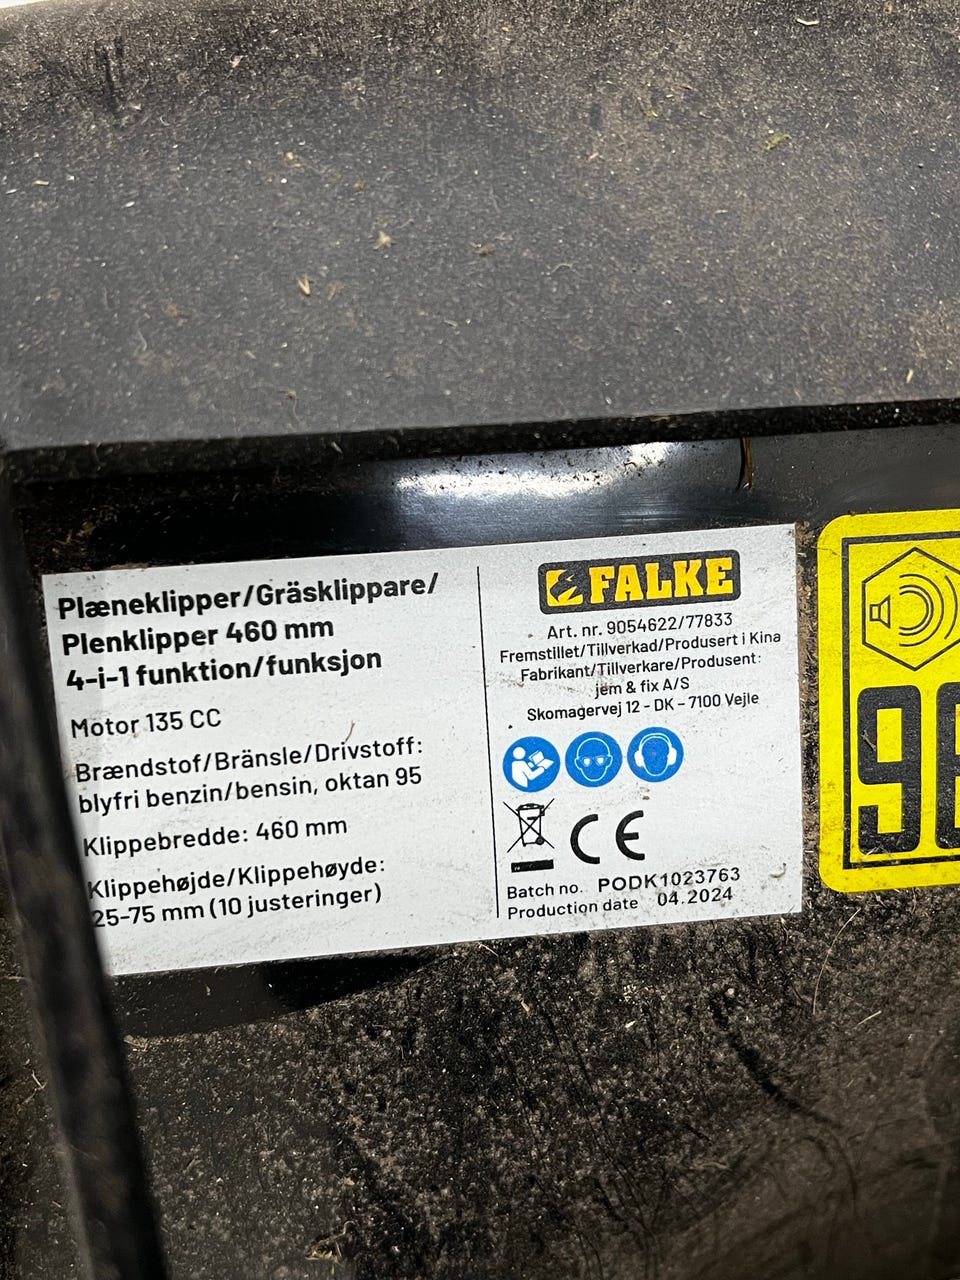 Plæneklipper/Gräsklippare/
Plenklipper 460 mm
4-i-1 funktion/funksjon
Motor 135 CC
Brændstof/Bränsle/Drivstoff:
blyfri benzin/bensin, oktan 95
Klippebredde: 460 mm
Klippehøjde/Klippehøyde:
25-75 mm (10 justeringer)
FALKE
Art. nr. 9054622/77833
Fremstillet/Tillverkad/Produsert i Kina
Fabrikant/Tillverkare/Produsent:
jem & fix A/S
Skomagervej 12 - DK - 7100 Vejle
CE
Batch no. PODK1023763
Production date 04.2024